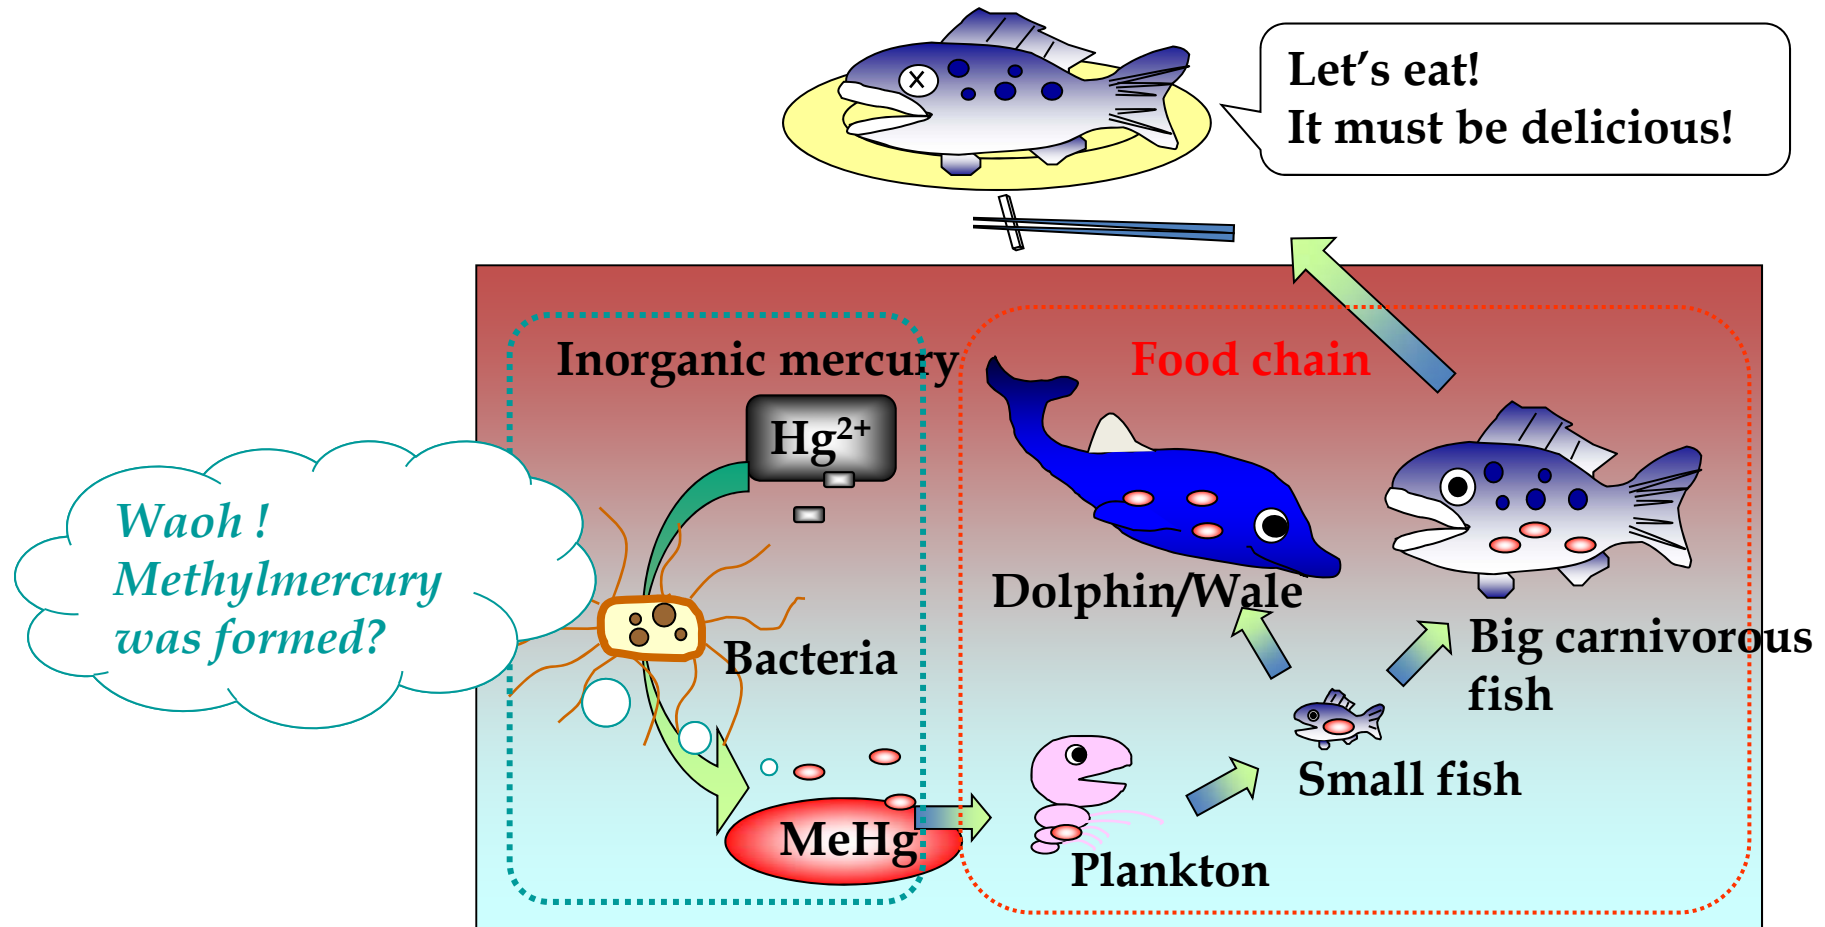 Let's eat!
It must be delicious!
Inorganic mercury
Food chain
Hg²⁺
Waoh !
Methylmercury
was formed?
Dolphin/Wale
Big carnivorous
fish
Bacteria
Small fish
MeHg
Plankton